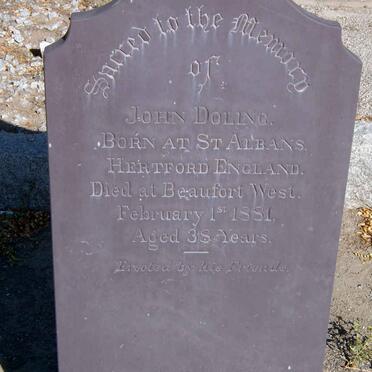 Sacred to the Memory
of
JOHN DOLING.
BORN AT ST ALBANS.
HERTFORD ENGLAND.
Died at Beaufort West.
February 1st 1881.
Aged 38 Years.
Erected by his Friends.